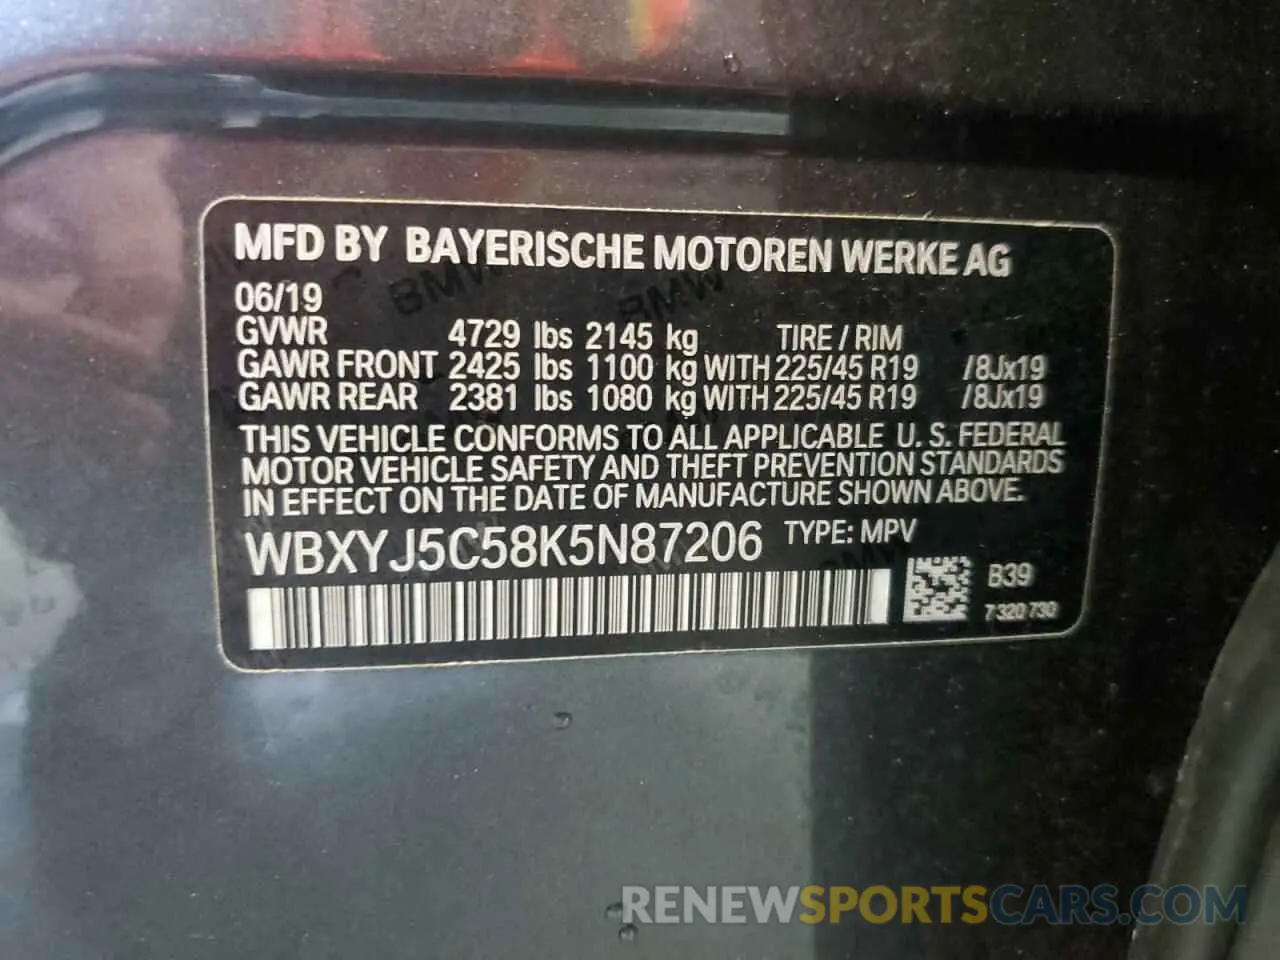 MFD BY BAYERISCHE MOTOREN WERKE AG
06/19
GVWR 4729 lbs 2145 kg TIRE / RIM
GAWR FRONT 2425 lbs 1100 kg WITH 225/45 R19 /8Jx19
GAWR REAR 2381 lbs 1080 kg WITH 225/45 R19 /8Jx19
THIS VEHICLE CONFORMS TO ALL APPLICABLE U. S. FEDERAL
MOTOR VEHICLE SAFETY AND THEFT PREVENTION STANDARDS
IN EFFECT ON THE DATE OF MANUFACTURE SHOWN ABOVE.
WBXYJ5C58K5N87206 TYPE: MPV
B39
7 320 730
RENEWSPORTSCARS.COM